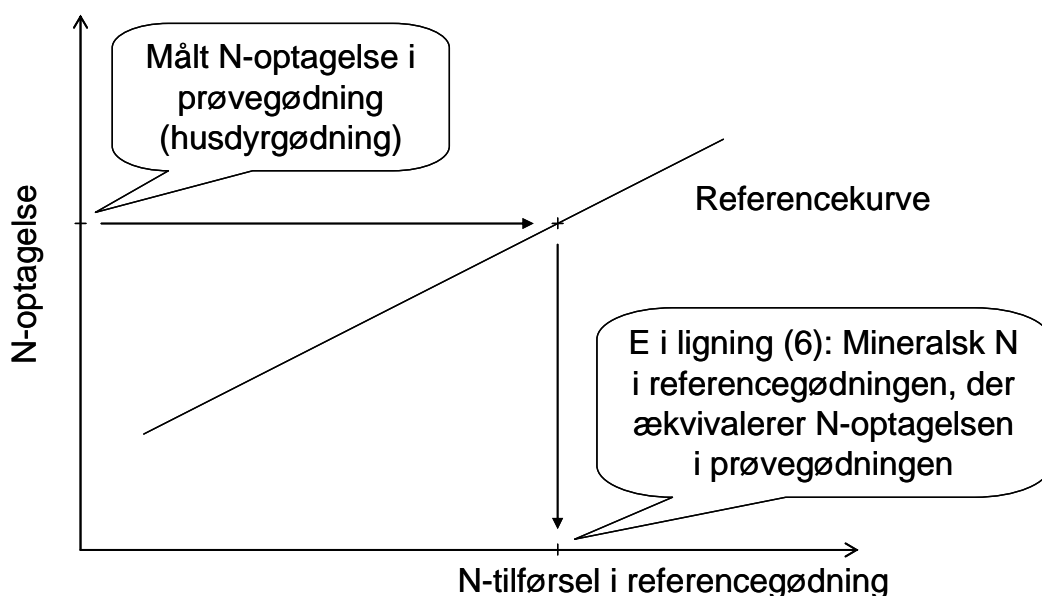 Målt N-optagelse i
prøvegødning
(husdyrgødning)
N-optagelse
Referencekurve
E i ligning (6): Mineralsk N
i referencegødningen, der
ækvivalerer N-optagelsen
i prøvegødningen
N-tilførsel i referencegødning